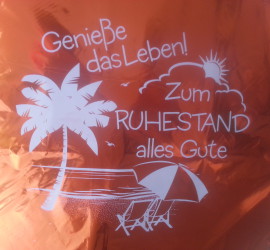 Genieße
das Leben!
Zum
RUHESTAND
alles Gute